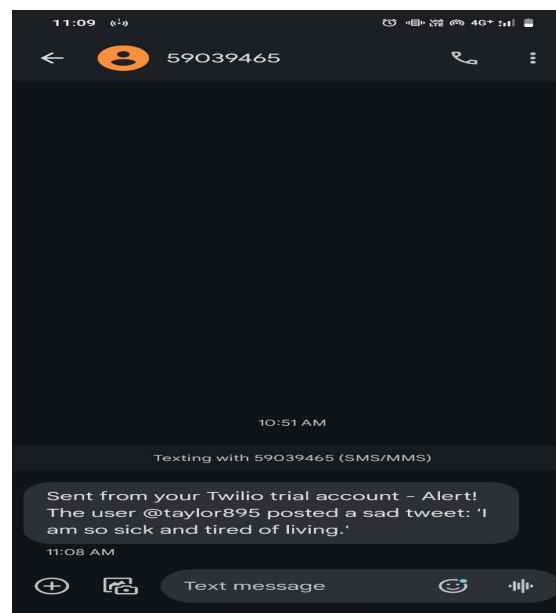 11:09
4G+
59039465
10:51 AM
Texting with 59039465 (SMS/MMS)
Sent from your Twilio trial account - Alert!
The user @taylor895 posted a sad tweet: 'I
am so sick and tired of living.'
11:08 AM
Text message